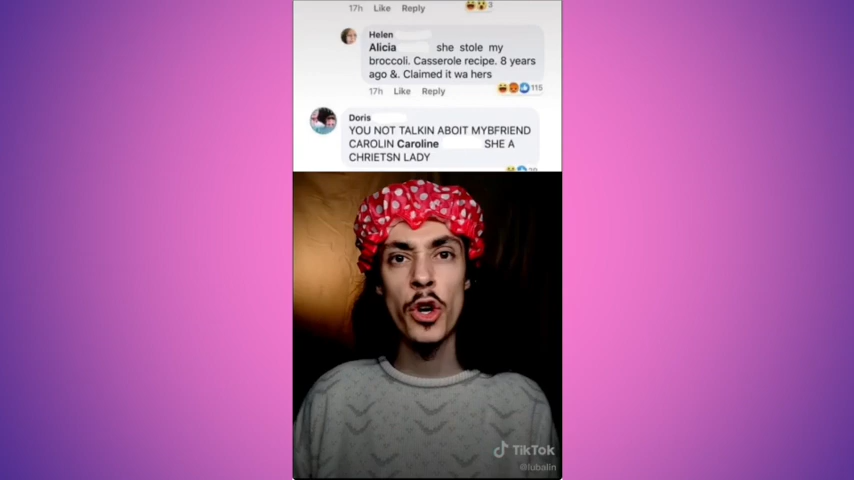 17h Like Reply 3
Helen
Alicia she stole my
broccoli. Casserole recipe. 8 years
ago &. Claimed it wa hers
17h Like Reply 115
Doris
YOU NOT TALKIN ABOIT MYBFRIEND
CAROLIN Caroline SHE A
CHRIETSN LADY
TikTok
@lubalin